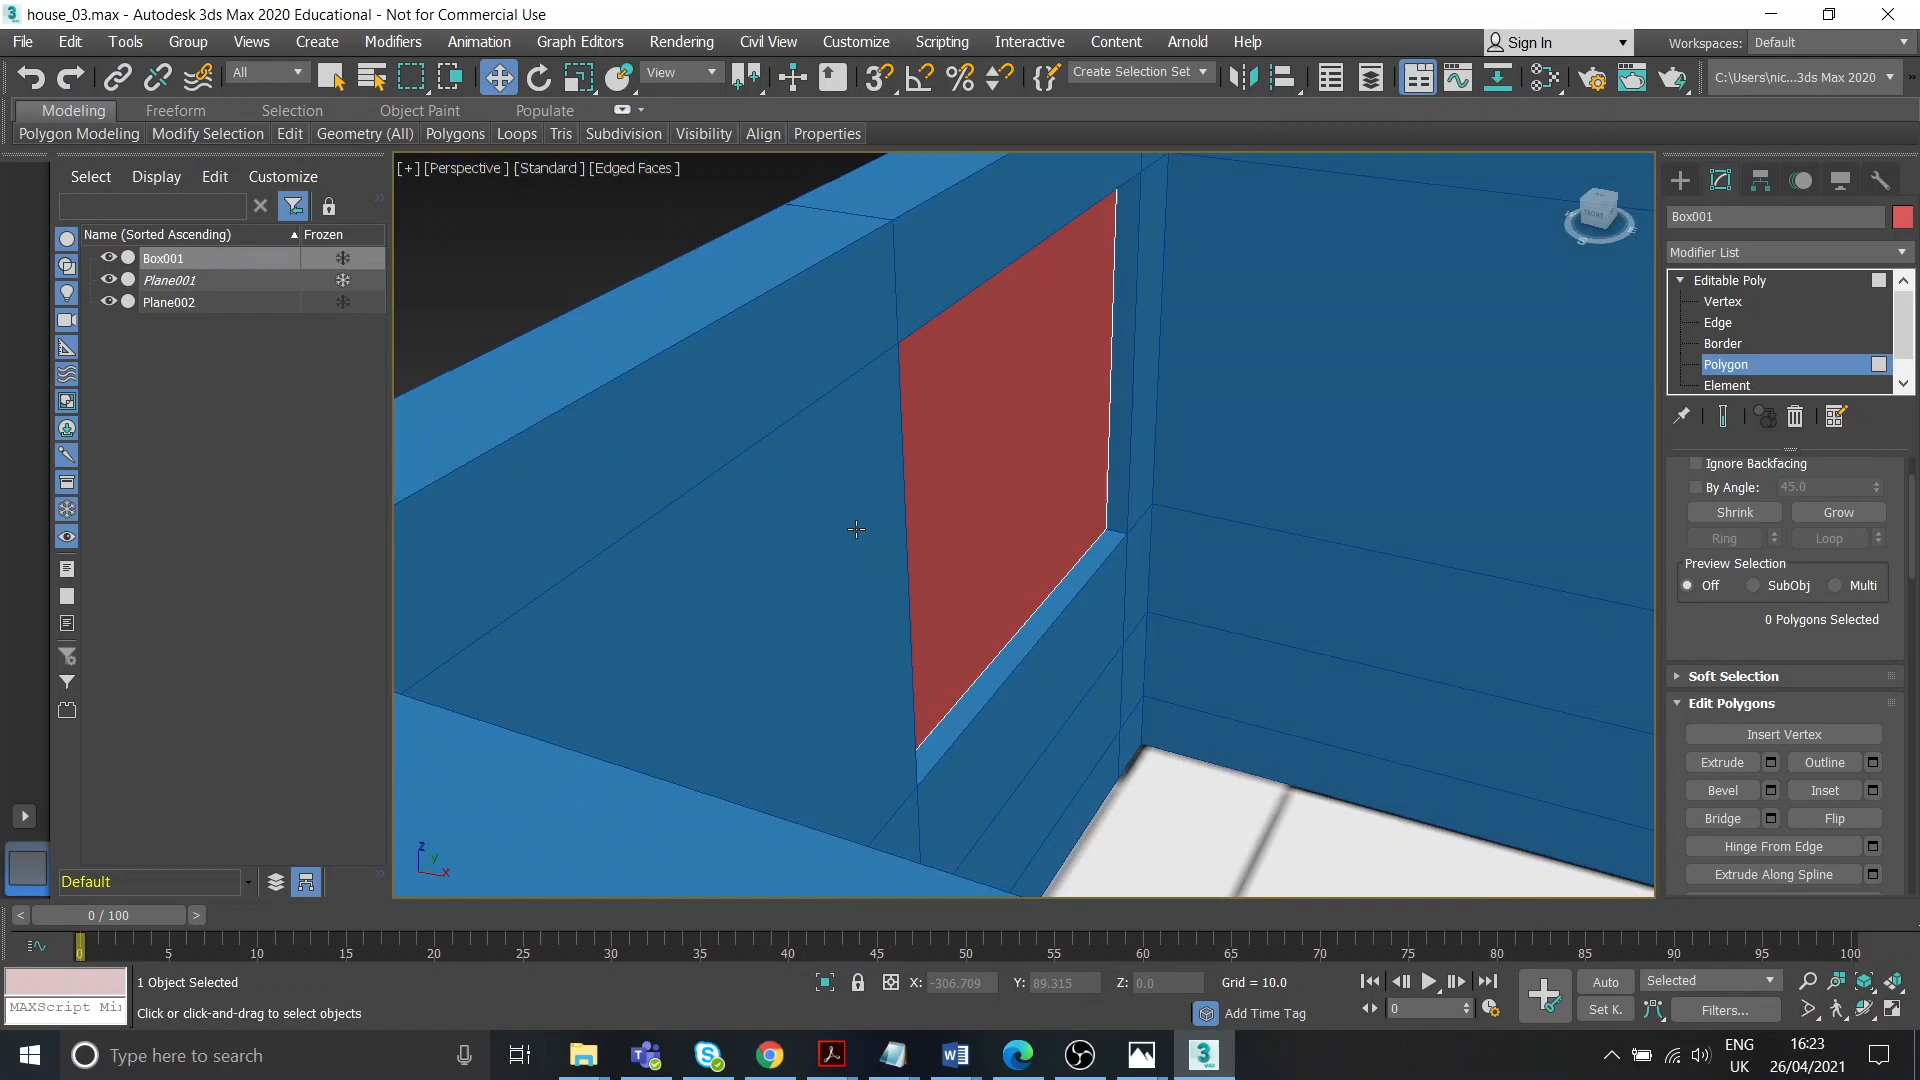 house_03.max - Autodesk 3ds Max 2020 Educational - Not for Commercial Use
File Edit Tools Group Views Create Modifiers Animation Graph Editors Rendering Civil View Customize Scripting Interactive Content Arnold Help Sign In Workspaces: Default
All View Create Selection Set C:\Users\nic...3ds Max 2020
Modeling Freeform Selection Object Paint Populate
Polygon Modeling Modify Selection Edit Geometry (All) Polygons Loops Tris Subdivision Visibility Align Properties
Select Display Edit Customize
Name (Sorted Ascending) Frozen
Box001
Plane001
Plane002
Default
[+] [Perspective ] [Standard ] [Edged Faces ]
FRONT
z
y
x
Box001
Modifier List
Editable Poly
Vertex
Edge
Border
Polygon
Element
Ignore Backfacing
By Angle: 45.0
Shrink Grow
Ring Loop
Preview Selection
Off SubObj Multi
0 Polygons Selected
Soft Selection
Edit Polygons
Insert Vertex
Extrude Outline
Bevel Inset
Bridge Flip
Hinge From Edge
Extrude Along Spline
< 0 / 100 >
0 5 10 15 20 25 30 35 40 45 50 55 60 65 70 75 80 85 90 95 100
1 Object Selected X: -306.709 Y: 89.315 Z: 0.0 Grid = 10.0 Auto Selected
MAXScript Mi Click or click-and-drag to select objects Add Time Tag 0 Set K. Filters...
Type here to search ENG 16:23
UK 26/04/2021